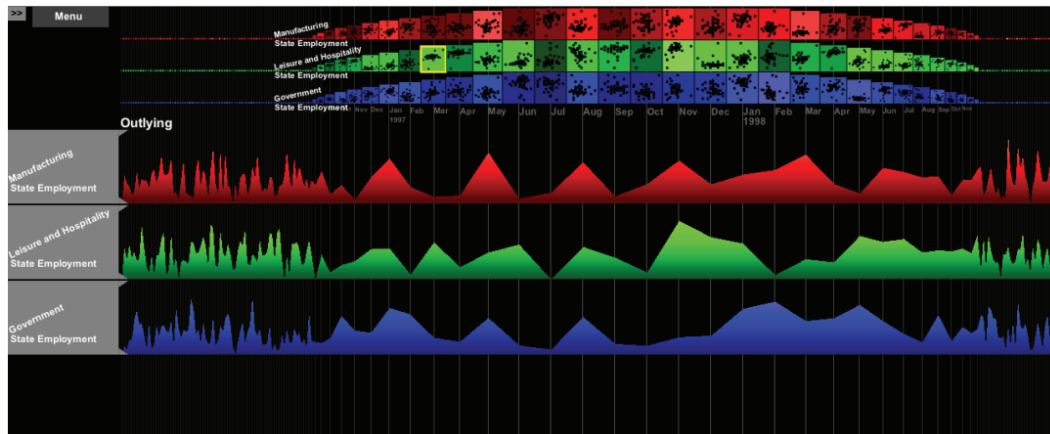 >> Menu
Manufacturing
State Employment
Leisure and Hospitality
State Employment
Government
State Employment
Nov Dec Jan Feb Mar Apr May Jun Jul Aug Sep Oct Nov Dec Jan Feb Mar Apr May Jun Jul Aug Sep Oct Nov
1997 1998
Outlying
Manufacturing
State Employment
Leisure and Hospitality
State Employment
Government
State Employment